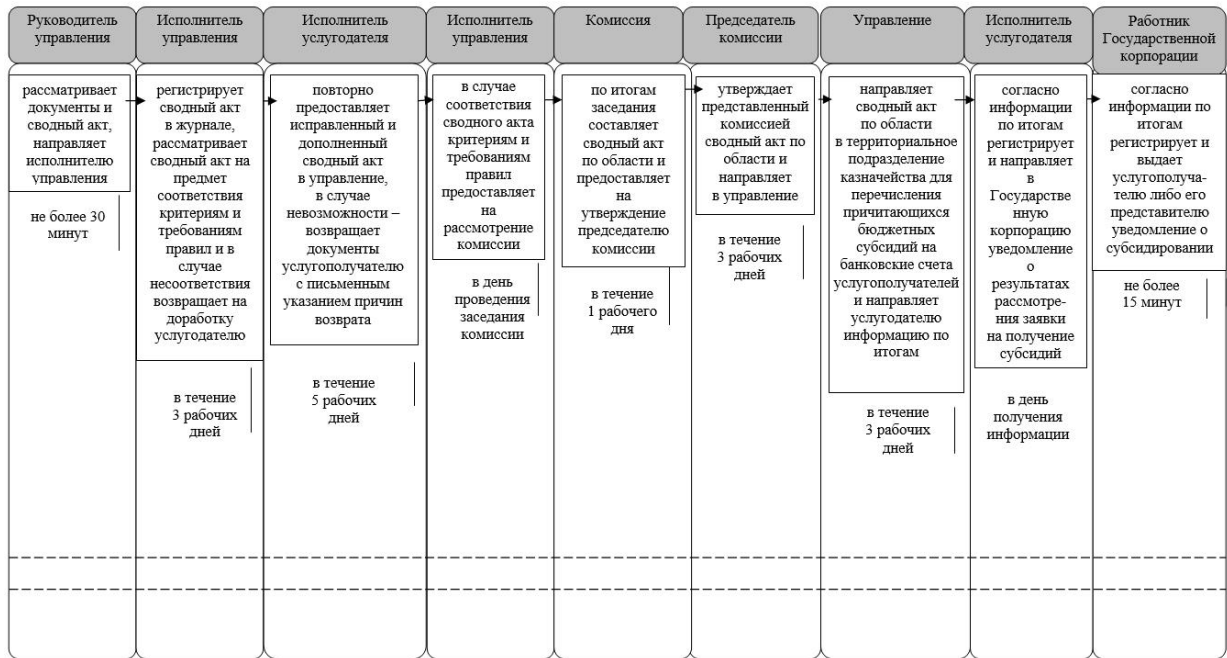 Руководитель
управления
Исполнитель
управления
Исполнитель
услугодателя
Исполнитель
управления
Комиссия
Председатель
комиссии
Управление
Исполнитель
услугодателя
Работник
Государственной
корпорации
рассматривает
документы и
сводный акт,
направляет
исполнителю
управления
не более 30
минут
регистрирует
сводный акт
в журнале,
рассматривает
сводный акт на
предмет
соответствия
критериям и
требованиям
правил и в
случае
несоответствия
возвращает на
доработку
услугодателю
в течение
3 рабочих
дней
повторно
предоставляет
исправленный и
дополненный
сводный акт
в управление,
в случае
невозможности –
возвращает
документы
услугополучателю
с письменным
указанием причин
возврата
в течение
5 рабочих
дней
в случае
соответствия
сводного акта
критериям и
требованиям
правил
предоставляет
на
рассмотрение
комиссии
в день
проведения
заседания
комиссии
по итогам
заседания
составляет
сводный акт
по области и
предоставляет
на
утверждение
председателю
комиссии
в течение
1 рабочего
дня
утверждает
представленный
комиссией
сводный акт по
области и
направляет
в управление
в течение
3 рабочих
дней
направляет
сводный акт
по области
в территориальное
подразделение
казначейства для
перечисления
причитающихся
бюджетных
субсидий на
банковские счета
услугополучателей
и направляет
услугодателю
информацию по
итогам
в течение
3 рабочих
дней
согласно
информации
по итогам
регистрирует
и направляет
в
Государстве
нную
корпорацию
уведомление
о
результатах
рассмотре-
ния заявки
на получение
субсидий
в день
получения
информации
согласно
информации по
итогам
регистрирует и
выдает
услугополуча-
телю либо его
представителю
уведомление о
субсидировании
не более
15 минут